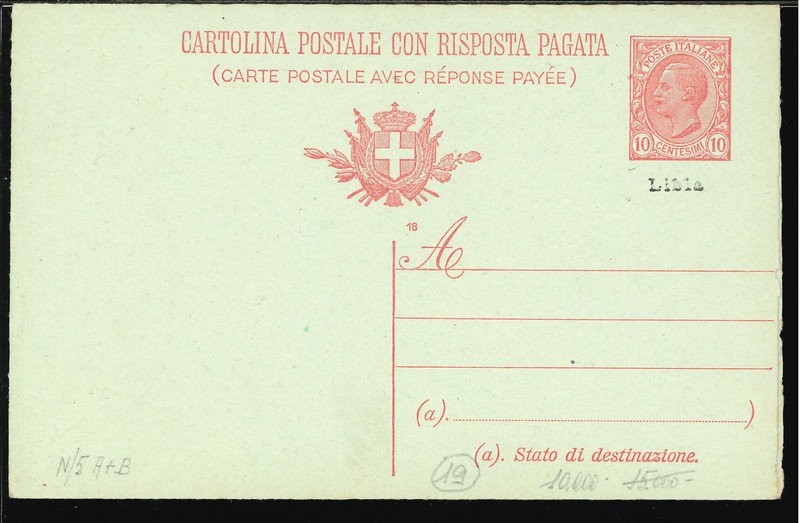 CARTOLINA POSTALE CON RISPOSTA PAGATA
(CARTE POSTALE AVEC RÉPONSE PAYÉE)
POSTE ITALIANE
10 CENTESIMI 10
Libia
18
A
(a). )
(a). Stato di destinazione.
N/5 A+B
19
10.000- 15.000-